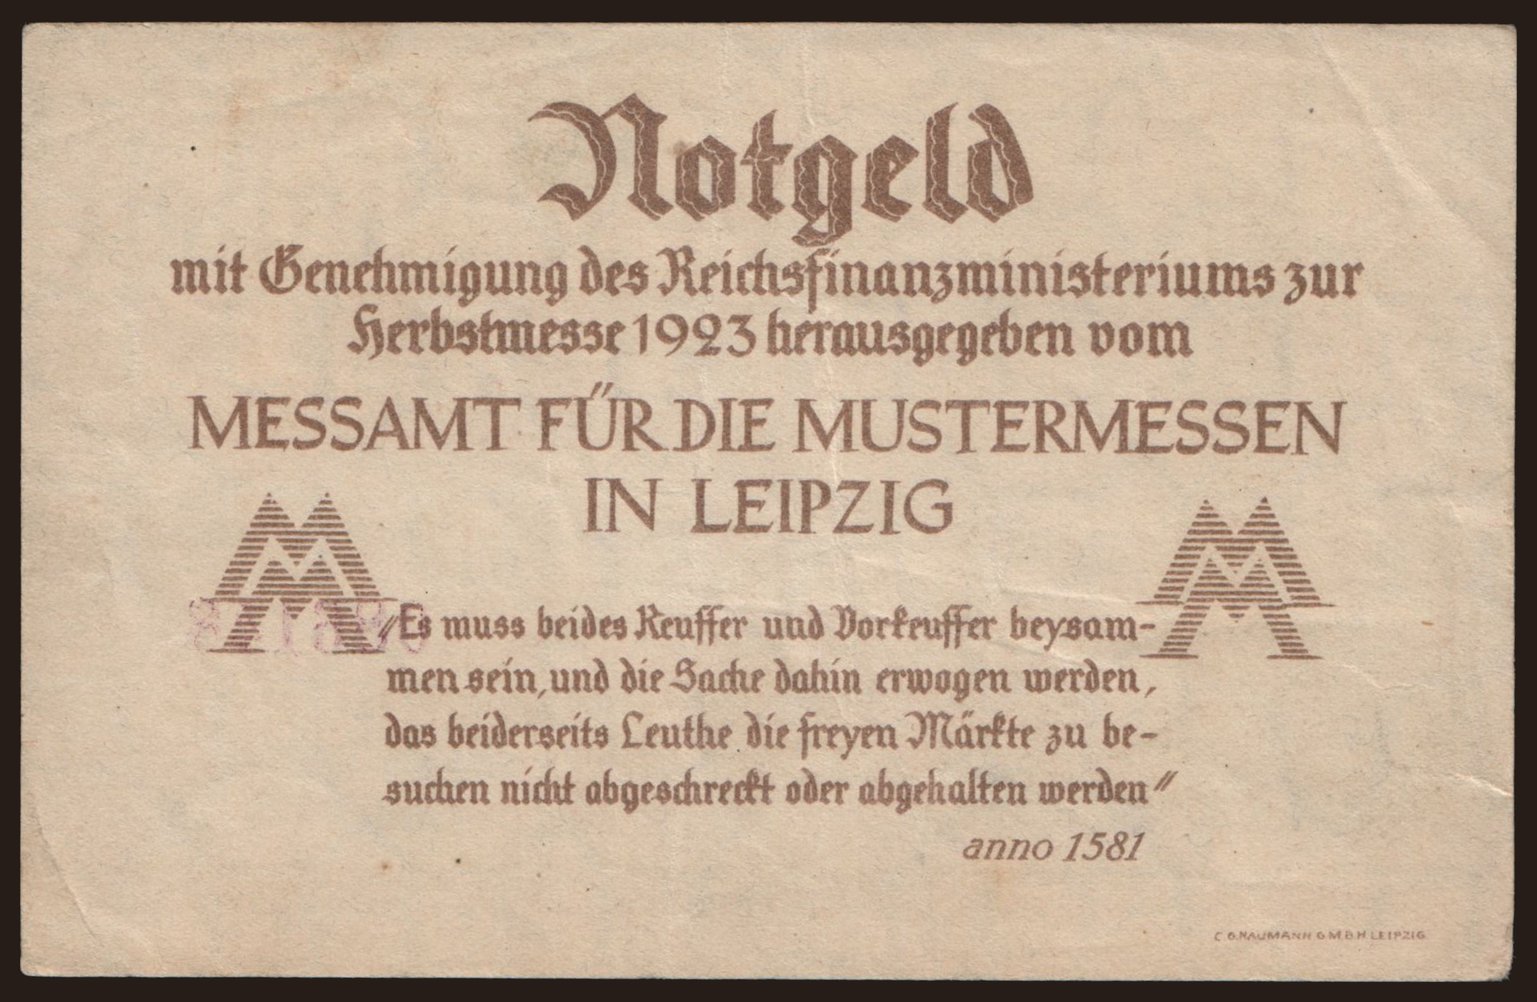 Notgeld
mit Genehmigung des Reichsfinanzministeriums zur
Herbstmesse 1923 herausgegeben vom
MESSAMT FÜR DIE MUSTERMESSEN
IN LEIPZIG
MM
MM
„Es muss beides Keuffer und Vorkeuffer beysam-
men sein, und die Sache dahin erwogen werden,
das beiderseits Leuthe die freyen Märkte zu be-
suchen nicht abgeschreckt oder abgehalten werden"
anno 1581
C. G. NAUMANN G.M.B.H. LEIPZIG.